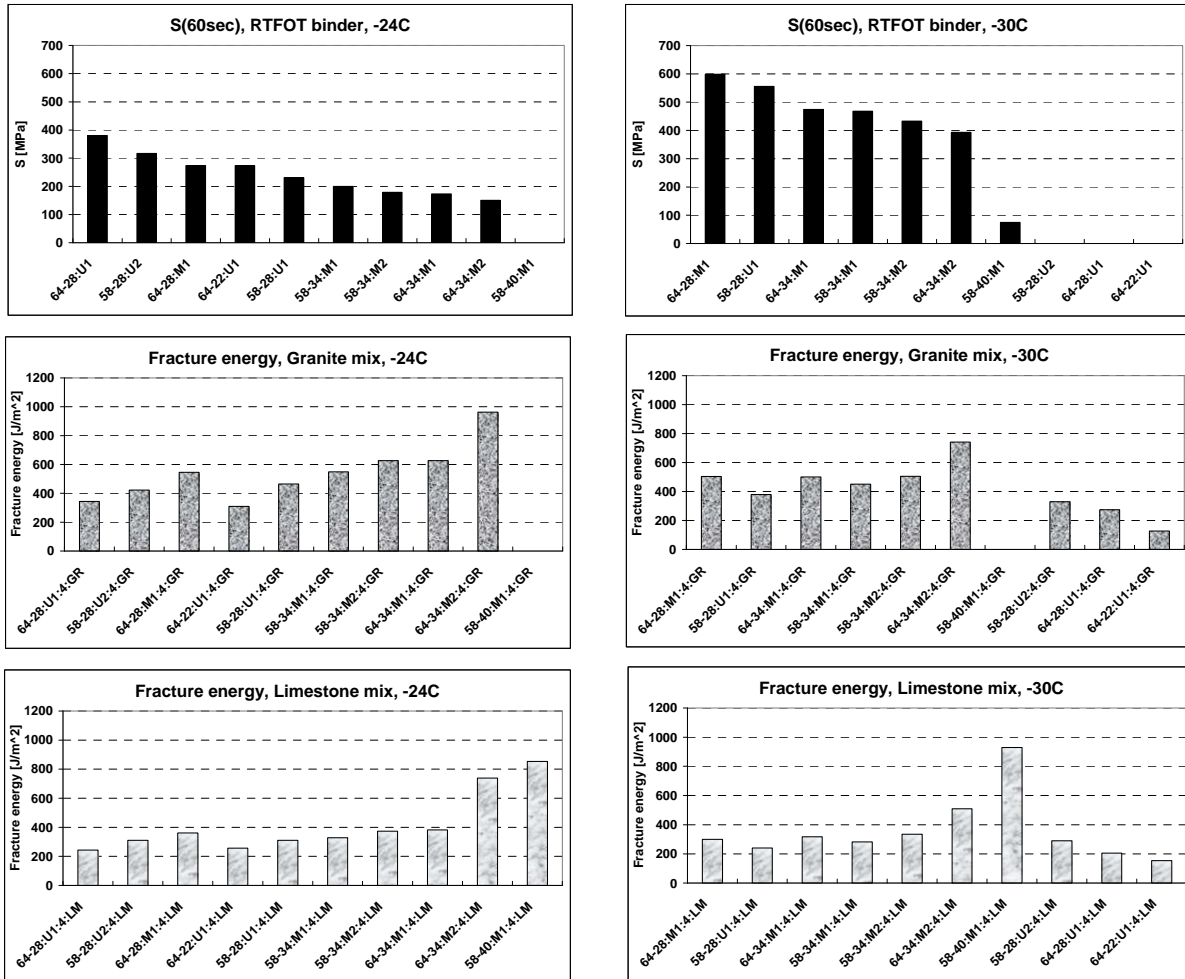 S(60sec), RTFOT binder, -24C
S [MPa]
700
600
500
400
300
200
100
0
64-28:U1
58-28:U2
64-28:M1
64-22:U1
58-28:U1
58-34:M1
58-34:M2
64-34:M1
64-34:M2
58-40:M1
S(60sec), RTFOT binder, -30C
S [MPa]
700
600
500
400
300
200
100
0
64-28:M1
58-28:U1
64-34:M1
58-34:M1
58-34:M2
64-34:M2
58-40:M1
58-28:U2
64-28:U1
64-22:U1
Fracture energy, Granite mix, -24C
Fracture energy [J/m^2]
1200
1000
800
600
400
200
0
64-28:U1:4:GR
58-28:U2:4:GR
64-28:M1:4:GR
64-22:U1:4:GR
58-28:U1:4:GR
58-34:M1:4:GR
58-34:M2:4:GR
64-34:M1:4:GR
64-34:M2:4:GR
58-40:M1:4:GR
Fracture energy, Granite mix, -30C
Fracture energy [J/m^2]
1200
1000
800
600
400
200
0
64-28:M1:4:GR
58-28:U1:4:GR
64-34:M1:4:GR
58-34:M1:4:GR
58-34:M2:4:GR
64-34:M2:4:GR
58-40:M1:4:GR
58-28:U2:4:GR
64-28:U1:4:GR
64-22:U1:4:GR
Fracture energy, Limestone mix, -24C
Fracture energy [J/m^2]
1200
1000
800
600
400
200
0
64-28:U1:4:LM
58-28:U2:4:LM
64-28:M1:4:LM
64-22:U1:4:LM
58-28:U1:4:LM
58-34:M1:4:LM
58-34:M2:4:LM
64-34:M1:4:LM
64-34:M2:4:LM
58-40:M1:4:LM
Fracture energy, Limestone mix, -30C
Fracture energy [J/m^2]
1200
1000
800
600
400
200
0
64-28:M1:4:LM
58-28:U1:4:LM
64-34:M1:4:LM
58-34:M1:4:LM
58-34:M2:4:LM
64-34:M2:4:LM
58-40:M1:4:LM
58-28:U2:4:LM
64-28:U1:4:LM
64-22:U1:4:LM